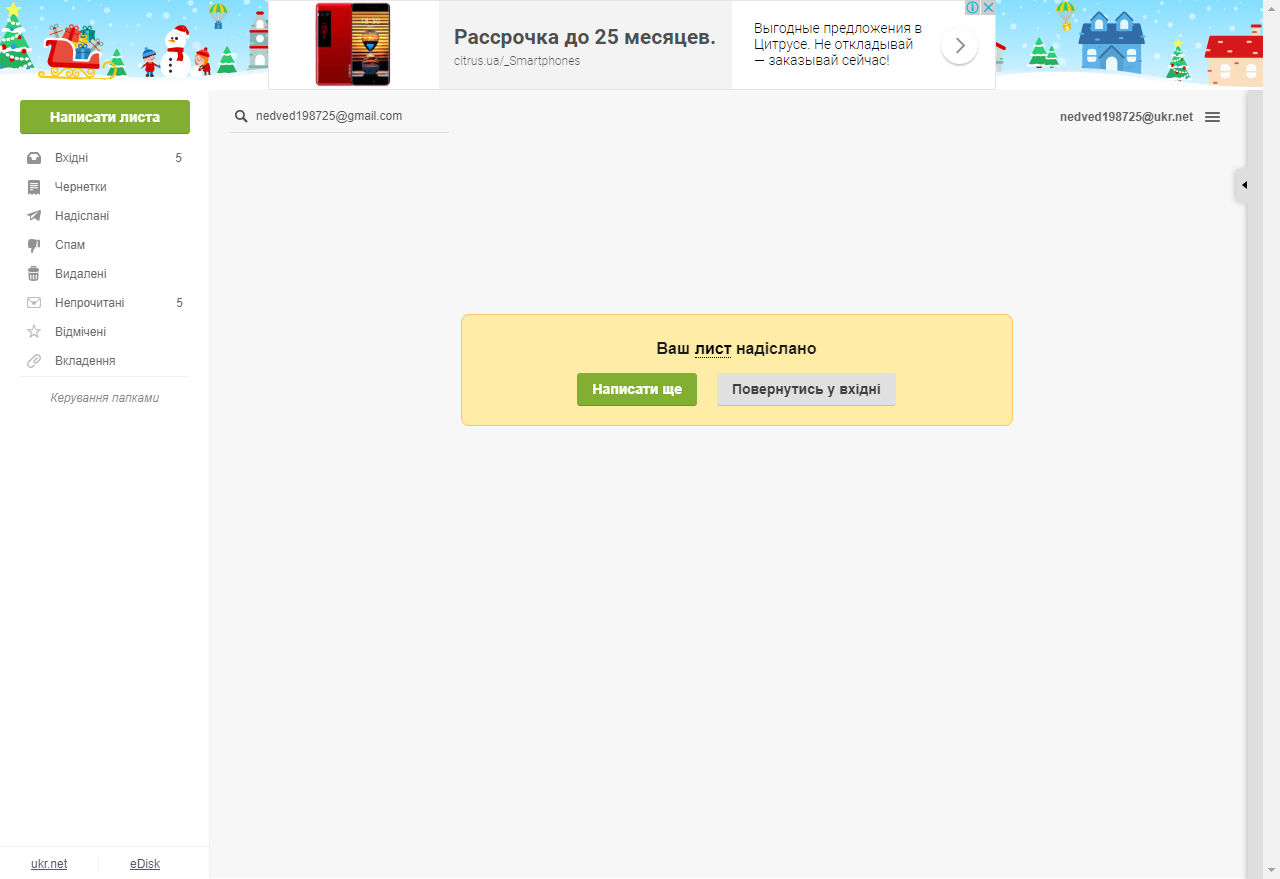 Рассрочка до 25 месяцев.
citrus.ua/_Smartphones
Выгодные предложения в
Цитрусе. Не откладывай
— заказывай сейчас!
Написати листа
nedved198725@gmail.com
nedved198725@ukr.net
Вхідні 5
Чернетки
Надіслані
Спам
Видалені
Непрочитані 5
Відмічені
Вкладення
Керування папками
Ваш лист надіслано
Написати ще
Повернутись у вхідні
ukr.net
eDisk